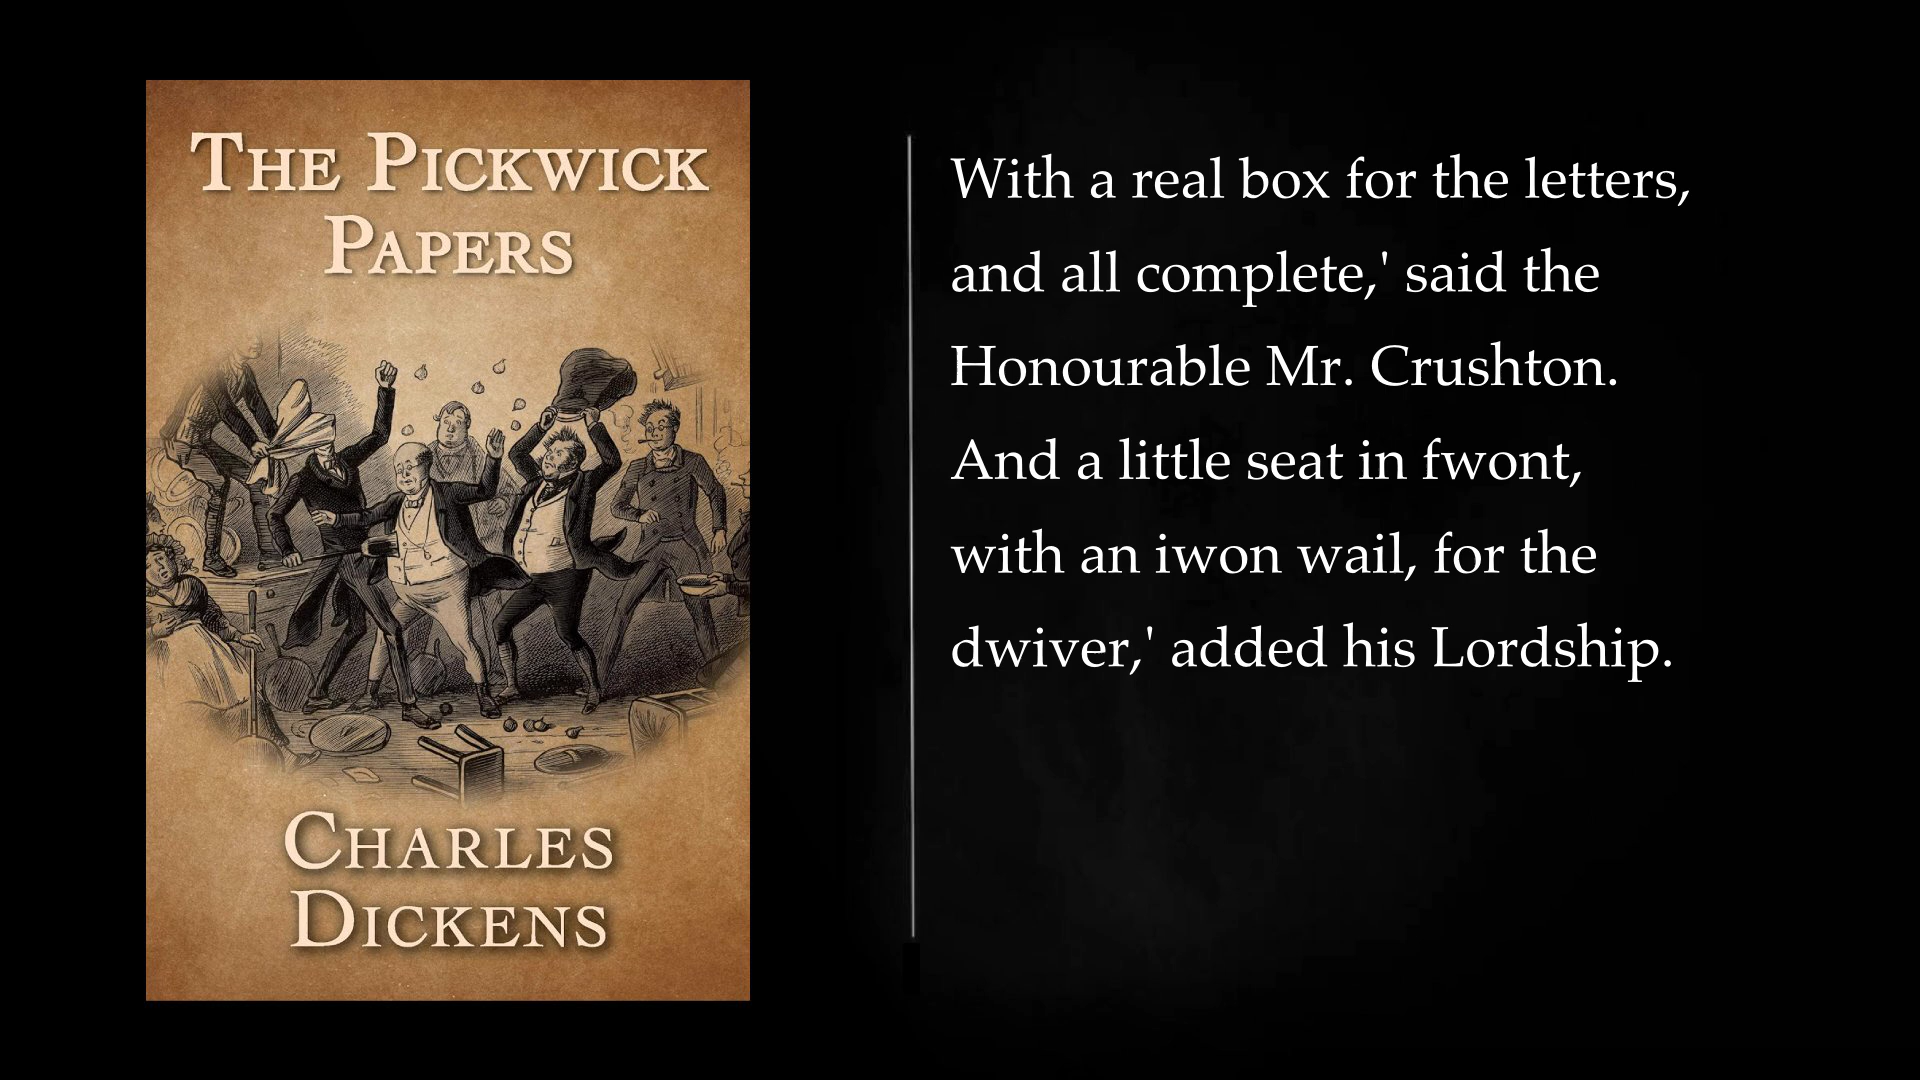 THE PICKWICK
PAPERS
CHARLES
DICKENS
With a real box for the letters,
and all complete,' said the
Honourable Mr. Crushton.
And a little seat in fwont,
with an iwon wail, for the
dwiver,' added his Lordship.